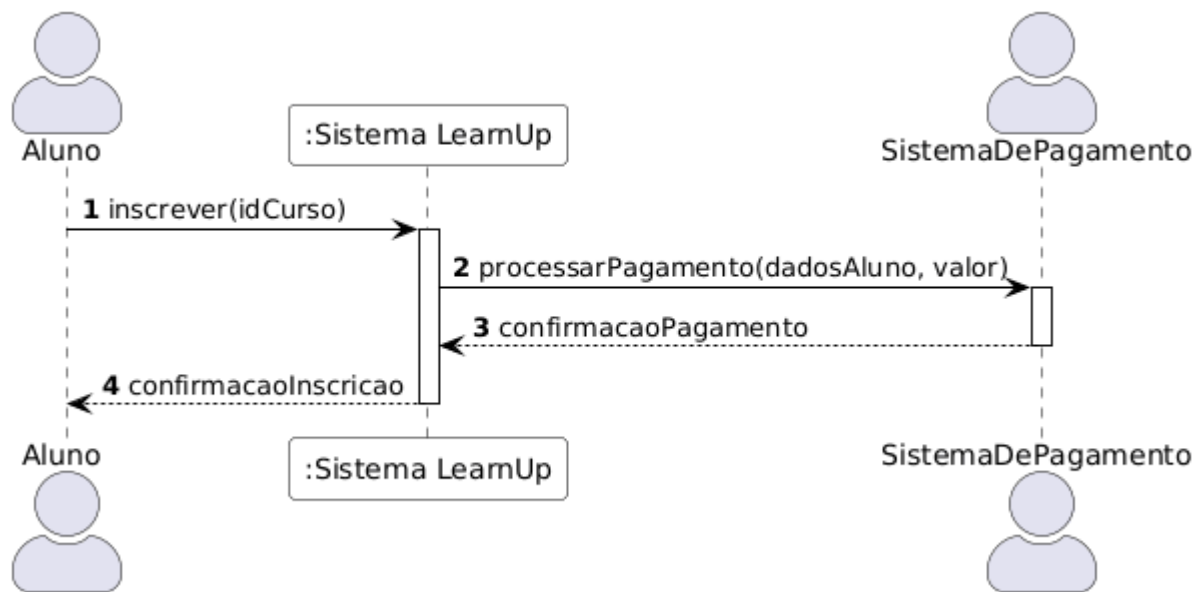 Aluno
:Sistema LearnUp
SistemaDePagamento
1 inscrever(idCurso)
2 processarPagamento(dadosAluno, valor)
3 confirmacaoPagamento
4 confirmacaoInscricao
Aluno
:Sistema LearnUp
SistemaDePagamento